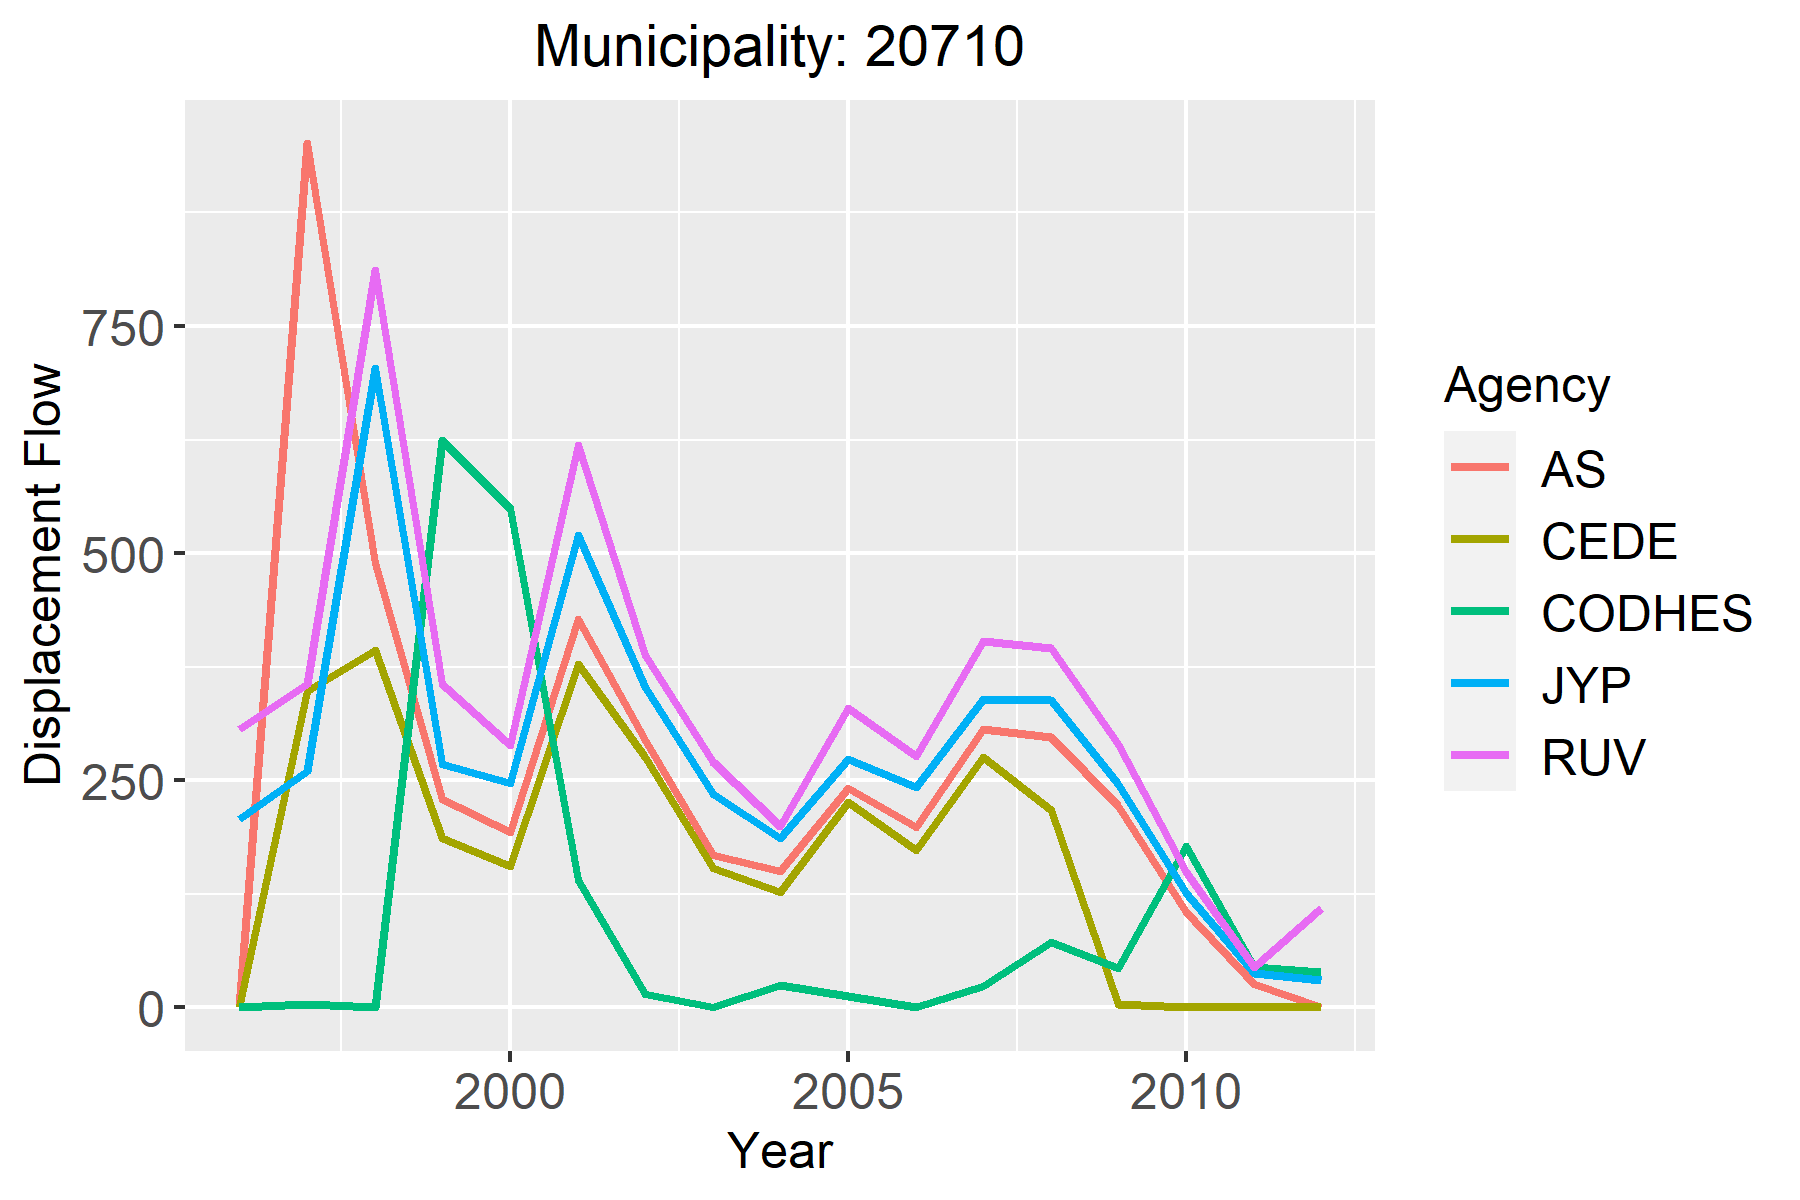 Municipality: 20710
Displacement Flow
750
500
250
0
2000 2005 2010
Year
Agency
AS
CEDE
CODHES
JYP
RUV